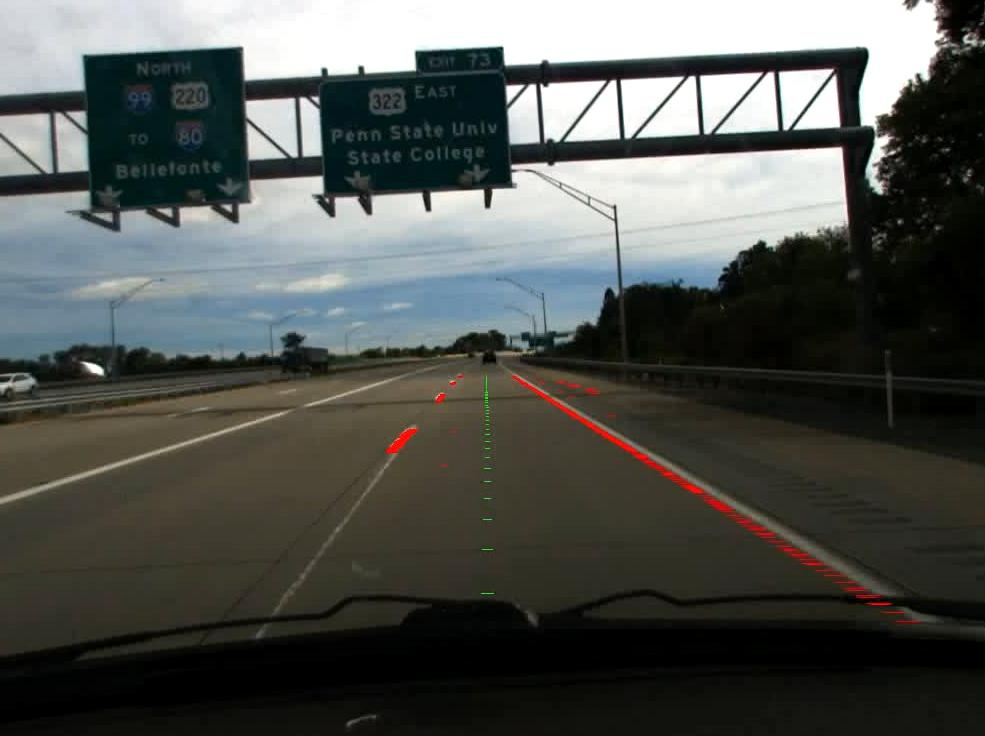 NORTH
99 220
TO 80
Bellefonte
EXIT 73
322 EAST
Penn State Univ
State College